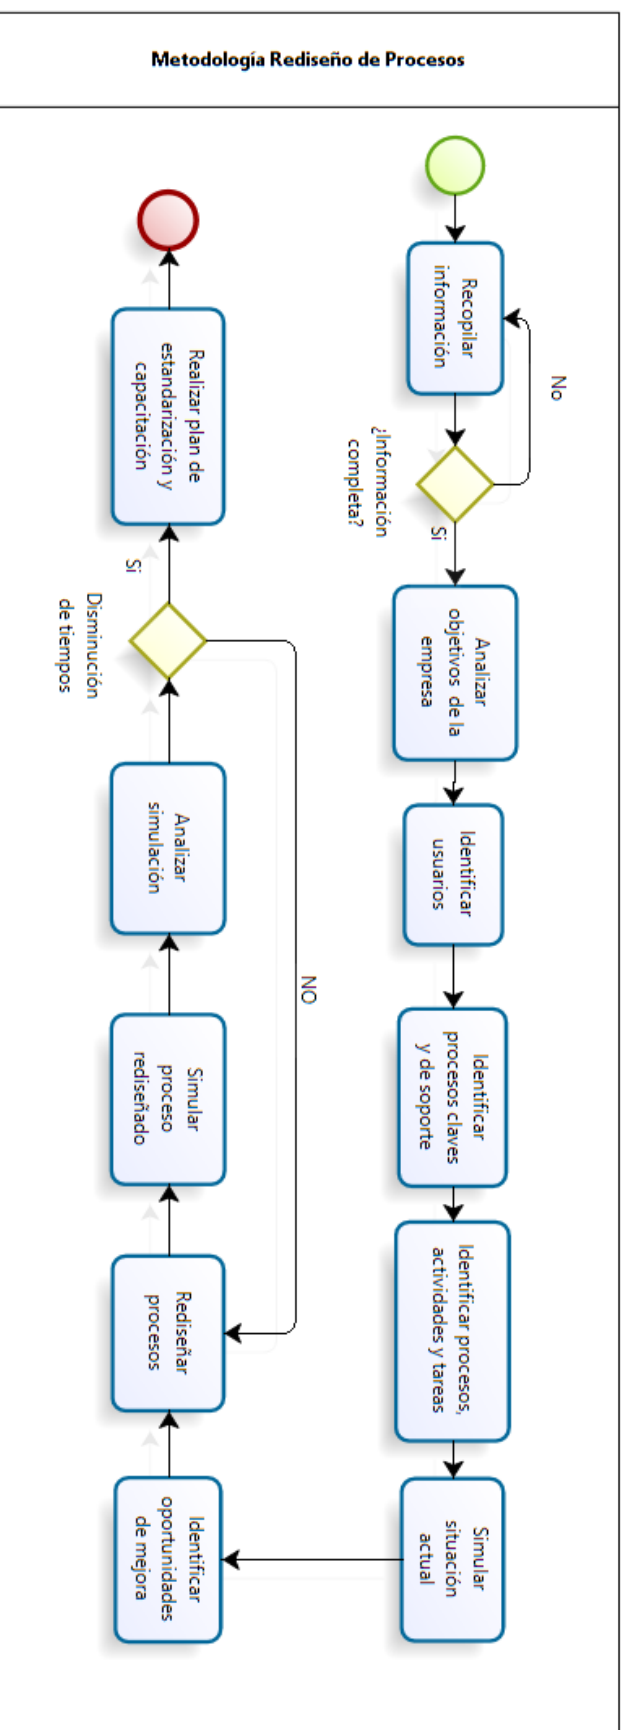 Metodología Rediseño de Procesos
Recopilar
información
No
¿Información
completa?
Si
Analizar
objetivos de la
empresa
Identificar
usuarios
Identificar
procesos claves
y de soporte
Identificar procesos,
actividades y tareas
Simular
situación
actual
Identificar
oportunidades
de mejora
Rediseñar
procesos
Simular
proceso
rediseñado
Analizar
simulación
NO
Disminución
de tiempos
Si
Realizar plan de
estandarización y
capacitación